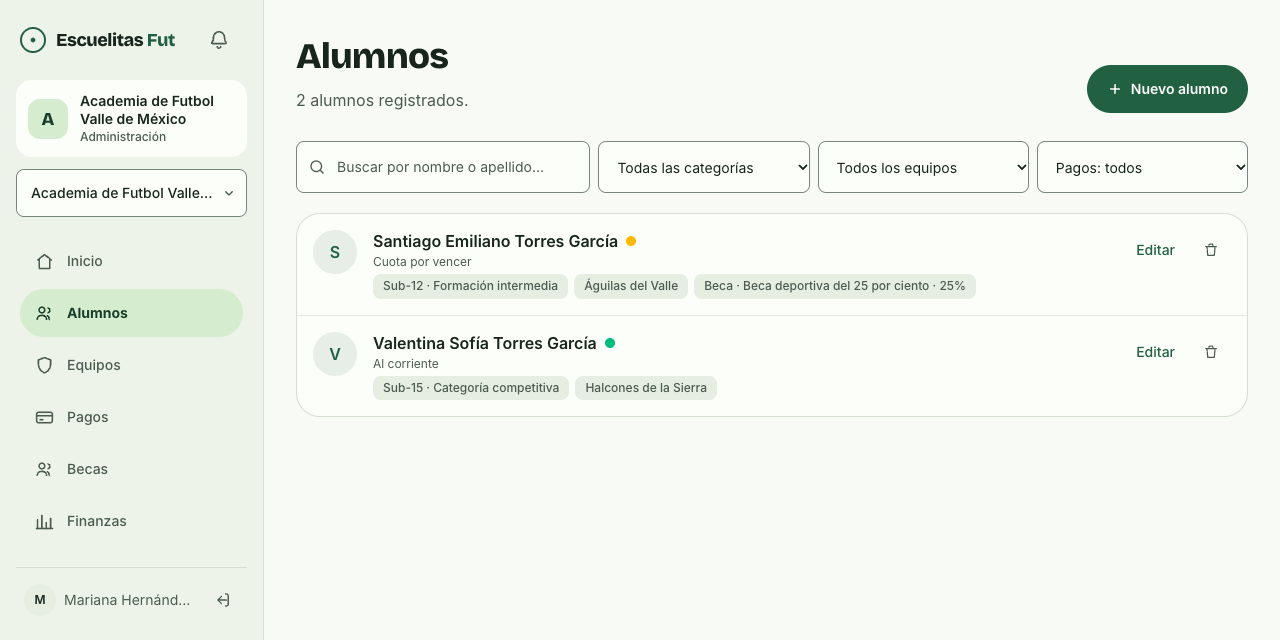 Escuelitas Fut
A
Academia de Futbol
Valle de México
Administración
Academia de Futbol Valle...
Inicio
Alumnos
Equipos
Pagos
Becas
Finanzas
M
Mariana Hernánd...
Alumnos
2 alumnos registrados.
+ Nuevo alumno
Buscar por nombre o apellido...
Todas las categorías
Todos los equipos
Pagos: todos
S
Santiago Emiliano Torres García
Cuota por vencer
Sub-12 · Formación intermedia
Águilas del Valle
Beca · Beca deportiva del 25 por ciento · 25%
Editar
V
Valentina Sofía Torres García
Al corriente
Sub-15 · Categoría competitiva
Halcones de la Sierra
Editar